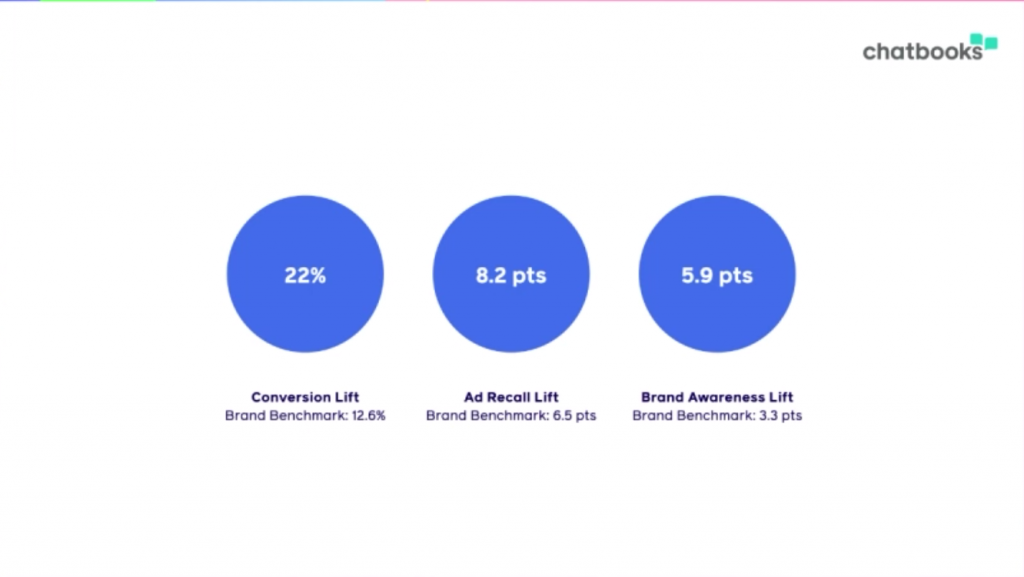 chatbooks
22%
8.2 pts
5.9 pts
Conversion Lift
Brand Benchmark: 12.6%
Ad Recall Lift
Brand Benchmark: 6.5 pts
Brand Awareness Lift
Brand Benchmark: 3.3 pts